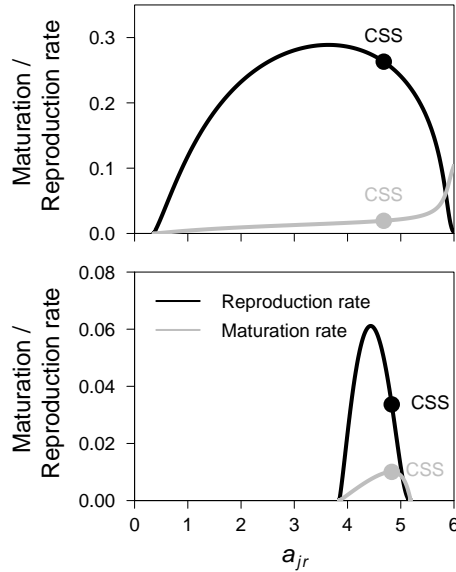 Maturation /
Reproduction rate
0.3
0.2
0.1
0.0
CSS
CSS
0.08
0.06
0.04
0.02
0.00
Reproduction rate
Maturation rate
CSS
CSS
0 1 2 3 4 5 6
Maturation /
Reproduction rate
a_jr